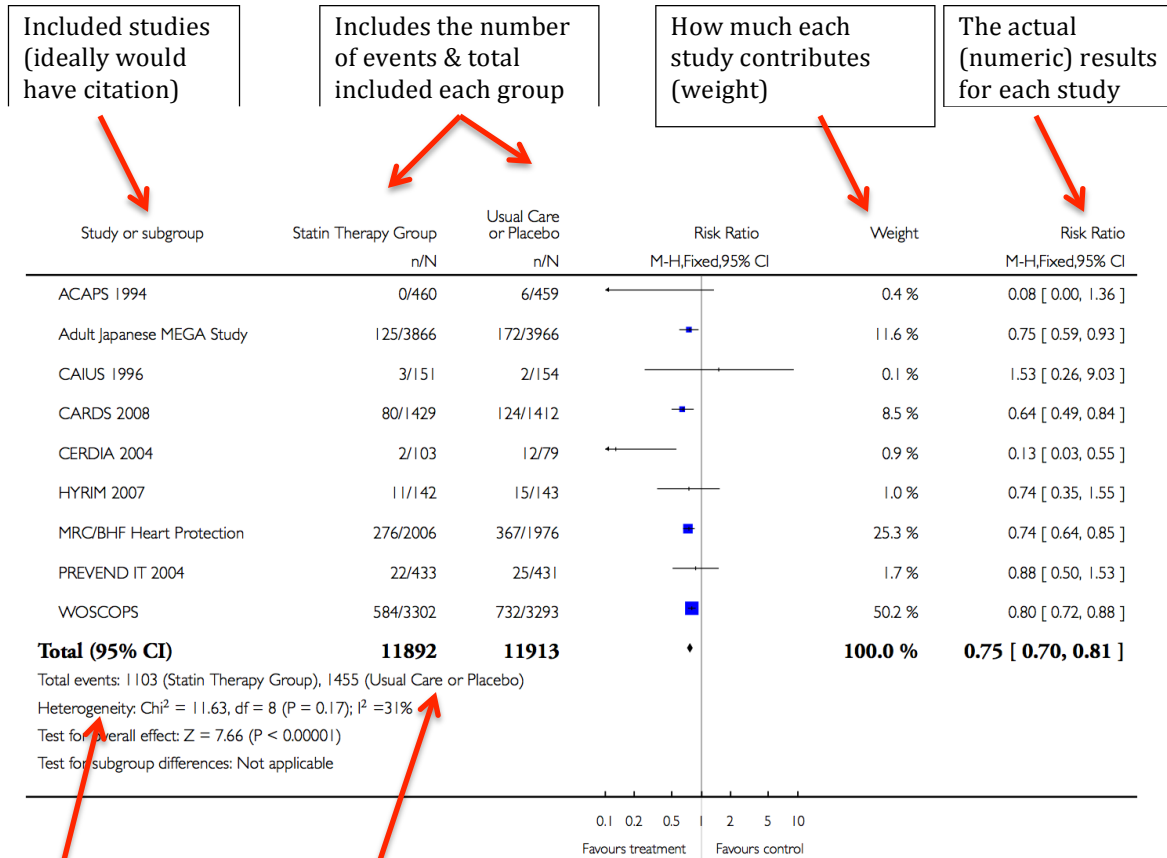 Included studies
(ideally would
have citation)
Includes the number
of events & total
included each group
How much each
study contributes
(weight)
The actual
(numeric) results
for each study
Study or subgroup Statin Therapy Group Usual Care or Placebo Risk Ratio Weight Risk Ratio
n/N n/N M-H,Fixed,95% CI M-H,Fixed,95% CI
ACAPS 1994 0/460 6/459 0.4 % 0.08 [ 0.00, 1.36 ]
Adult Japanese MEGA Study 125/3866 172/3966 11.6 % 0.75 [ 0.59, 0.93 ]
CAIUS 1996 3/151 2/154 0.1 % 1.53 [ 0.26, 9.03 ]
CARDS 2008 80/1429 124/1412 8.5 % 0.64 [ 0.49, 0.84 ]
CERDIA 2004 2/103 12/79 0.9 % 0.13 [ 0.03, 0.55 ]
HYRIM 2007 11/142 15/143 1.0 % 0.74 [ 0.35, 1.55 ]
MRC/BHF Heart Protection 276/2006 367/1976 25.3 % 0.74 [ 0.64, 0.85 ]
PREVEND IT 2004 22/433 25/431 1.7 % 0.88 [ 0.50, 1.53 ]
WOSCOPS 584/3302 732/3293 50.2 % 0.80 [ 0.72, 0.88 ]
Total (95% CI) 11892 11913 100.0 % 0.75 [ 0.70, 0.81 ]
Total events: 1103 (Statin Therapy Group), 1455 (Usual Care or Placebo)
Heterogeneity: Chi² = 11.63, df = 8 (P = 0.17); I² =31%
Test for overall effect: Z = 7.66 (P < 0.00001)
Test for subgroup differences: Not applicable
0.1 0.2 0.5 1 2 5 10
Favours treatment Favours control